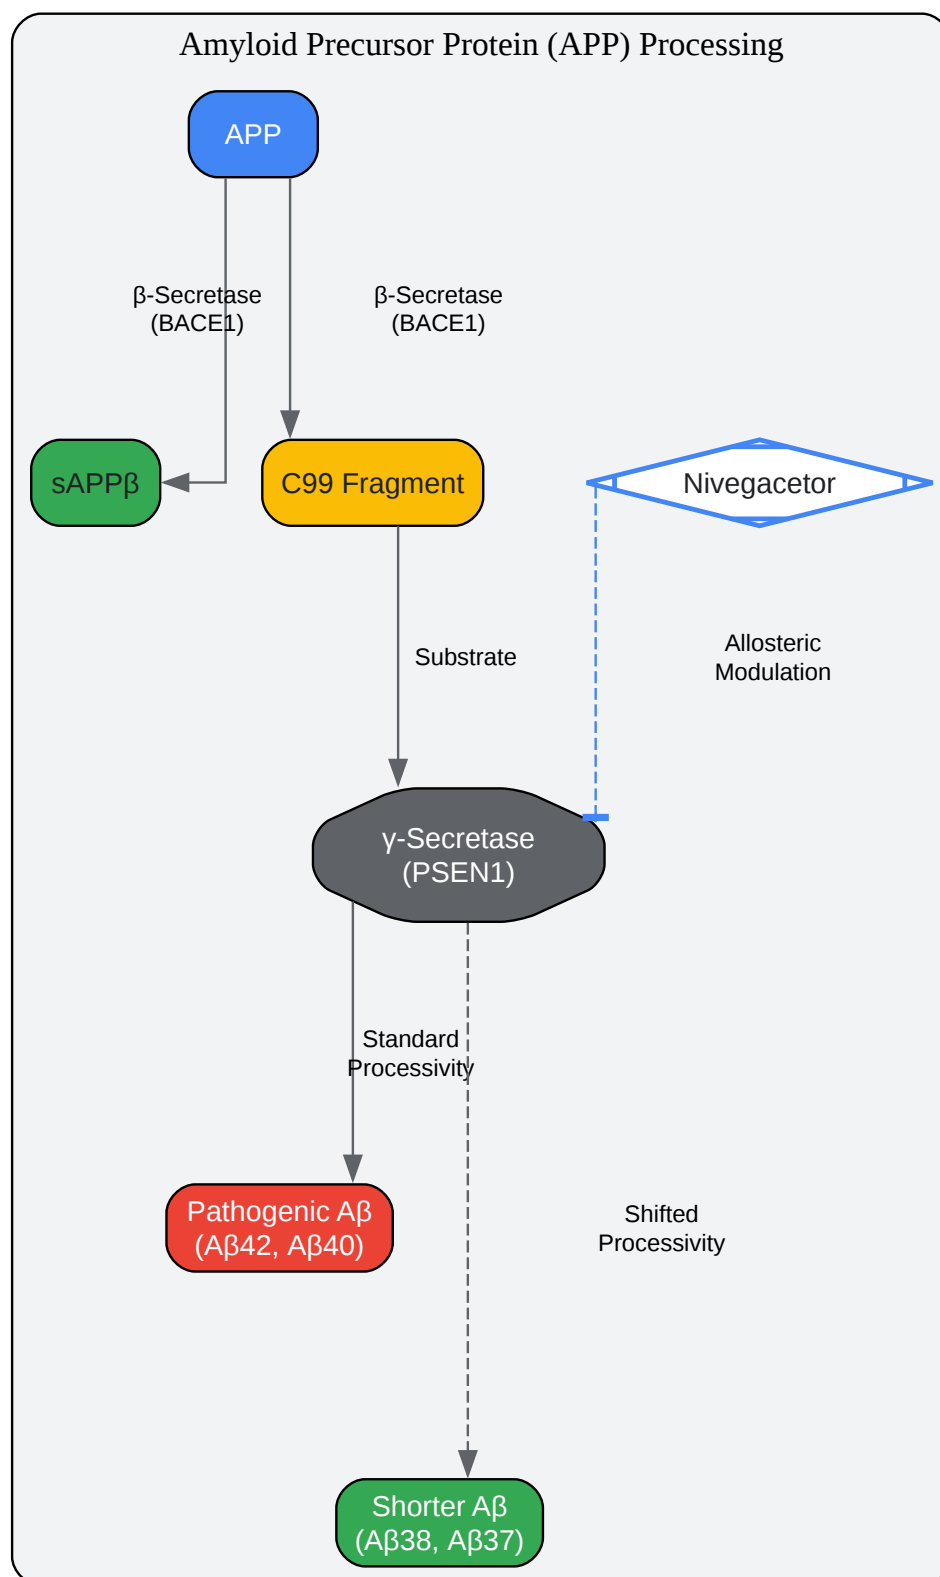 Amyloid Precursor Protein (APP) Processing
APP
β-Secretase
(BACE1)
β-Secretase
(BACE1)
sAPPβ
C99 Fragment
Nivegacetor
Substrate
Allosteric
Modulation
γ-Secretase
(PSEN1)
Standard
Processivity
Pathogenic Aβ
(Aβ42, Aβ40)
Shifted
Processivity
Shorter Aβ
(Aβ38, Aβ37)